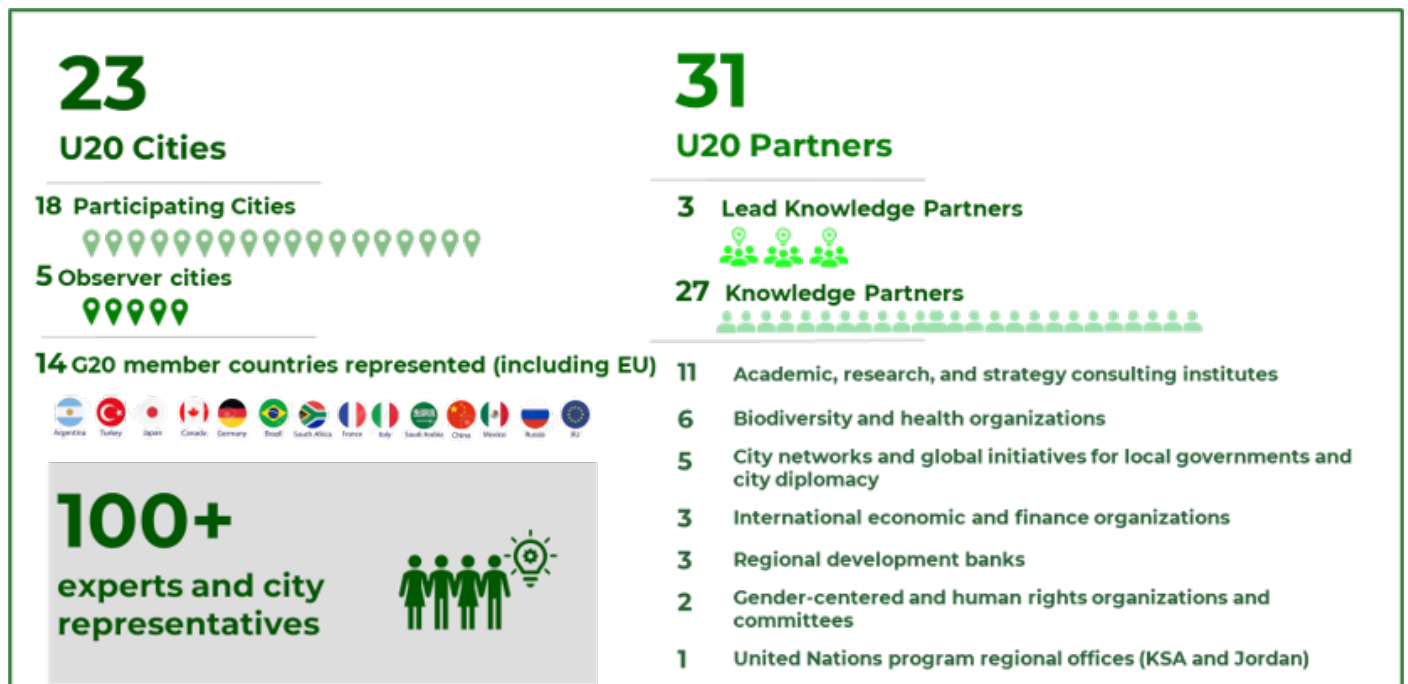 23
U20 Cities
18 Participating Cities
5 Observer cities
14 G20 member countries represented (including EU)
Argentina Turkey Japan Canada Germany Brazil South Africa France Italy Saudi Arabia China Mexico Russia EU
100+
experts and city
representatives
31
U20 Partners
3 Lead Knowledge Partners
27 Knowledge Partners
11 Academic, research, and strategy consulting institutes
6 Biodiversity and health organizations
5 City networks and global initiatives for local governments and
city diplomacy
3 International economic and finance organizations
3 Regional development banks
2 Gender-centered and human rights organizations and
committees
1 United Nations program regional offices (KSA and Jordan)